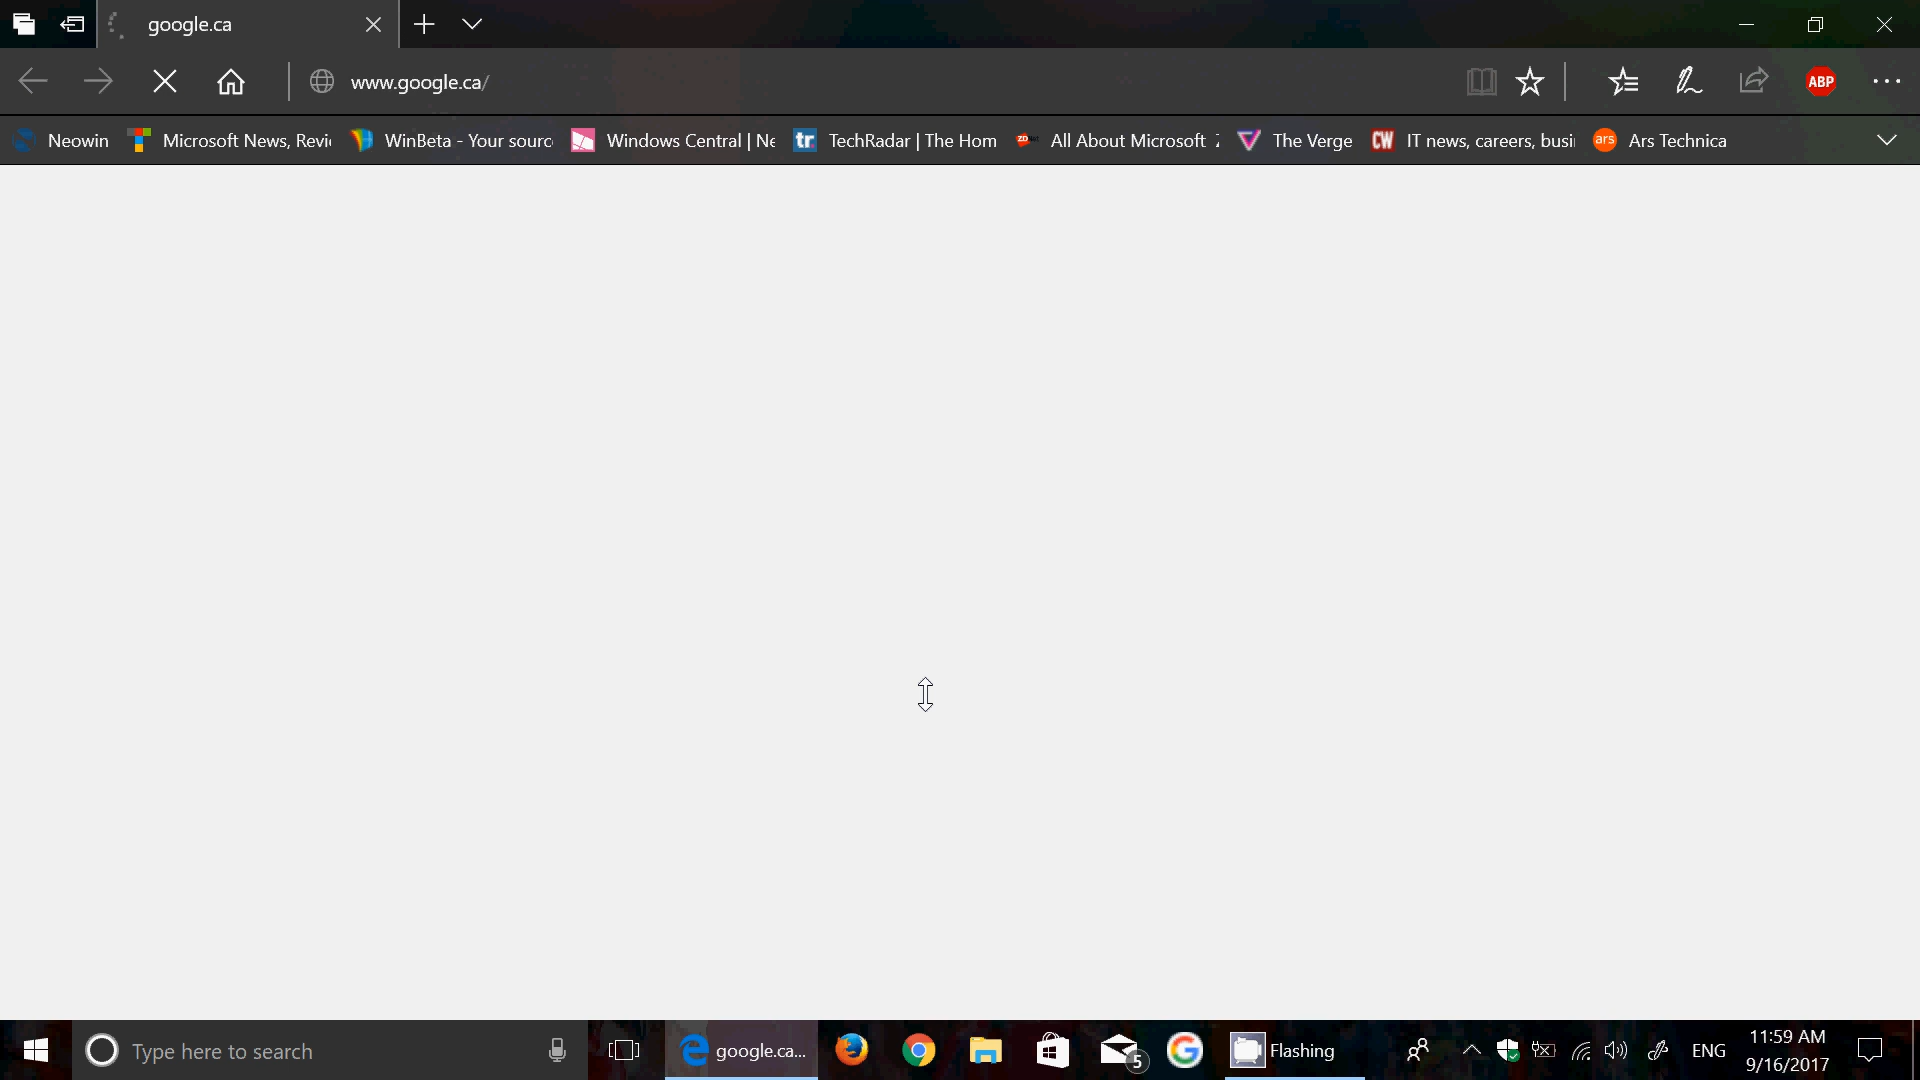 google.ca
www.google.ca/
ABP
Neowin
Microsoft News, Revi
WinBeta - Your sourc
Windows Central | Ne
tr.
TechRadar | The Hom
All About Microsoft
The Verge
CW
IT news, careers, busi
ars
Ars Technica
Type here to search
google.ca...
5
Flashing
ENG
11:59 AM
9/16/2017